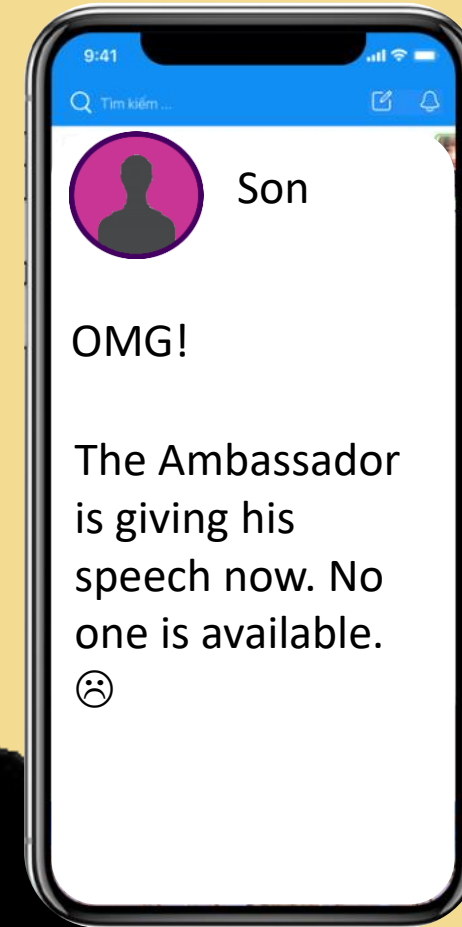 9:41
Tìm kiếm ...
Son
OMG!
The Ambassador
is giving his
speech now. No
one is available.
☹